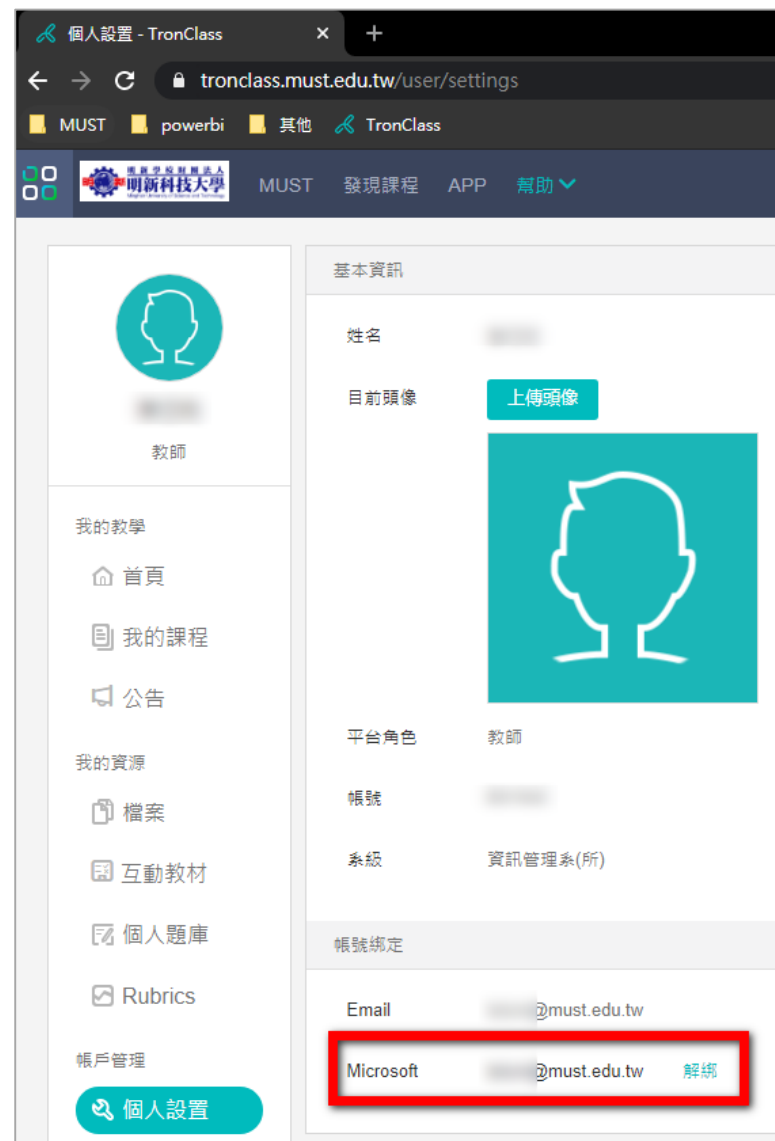 個人設置 - TronClass
tronclass.must.edu.tw/user/settings
MUST powerbi 其他 TronClass
明新科技大學 MUST 發現課程 APP 幫助
教師
我的教學
首頁
我的課程
公告
我的資源
檔案
互動教材
個人題庫
Rubrics
帳戶管理
個人設置
基本資訊
姓名
目前頭像 上傳頭像
平台角色 教師
帳號
系級 資訊管理系(所)
帳號綁定
Email @must.edu.tw
Microsoft @must.edu.tw 解綁